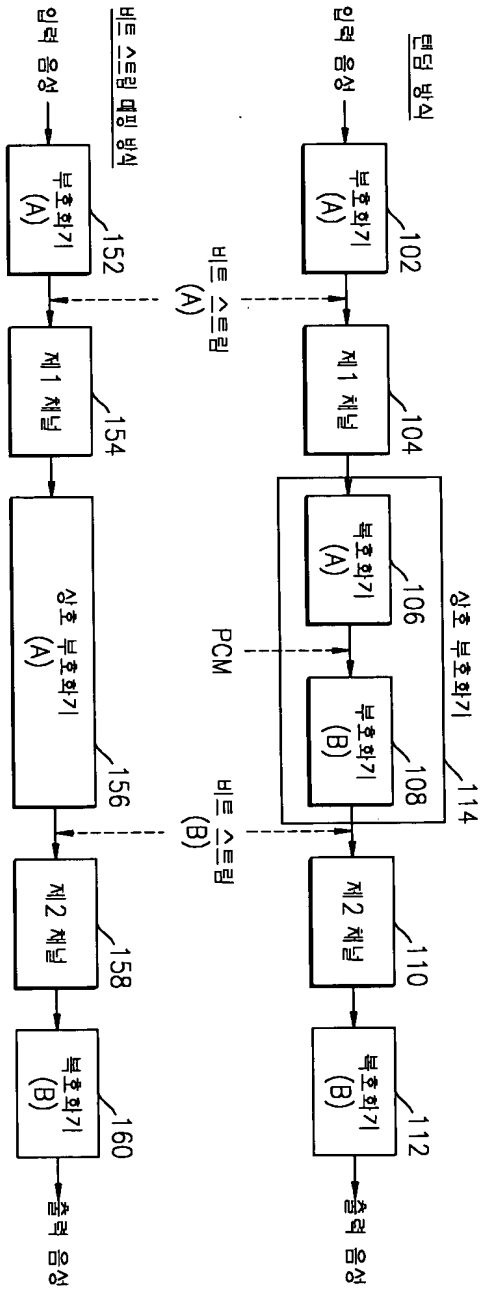 탠덤 방식
상호 부호화기
114
입력 음성
부호화기
(A)
102
제1 채널
104
복호화기
(A)
106
부호화기
(B)
108
제2 채널
110
복호화기
(B)
112
출력 음성
PCM
비트 스트림
(A)
비트 스트림
(B)
비트 스트림 매핑 방식
입력 음성
부호화기
(A)
152
제1 채널
154
상호 부호화기
(A)
156
제2 채널
158
복호화기
(B)
160
출력 음성